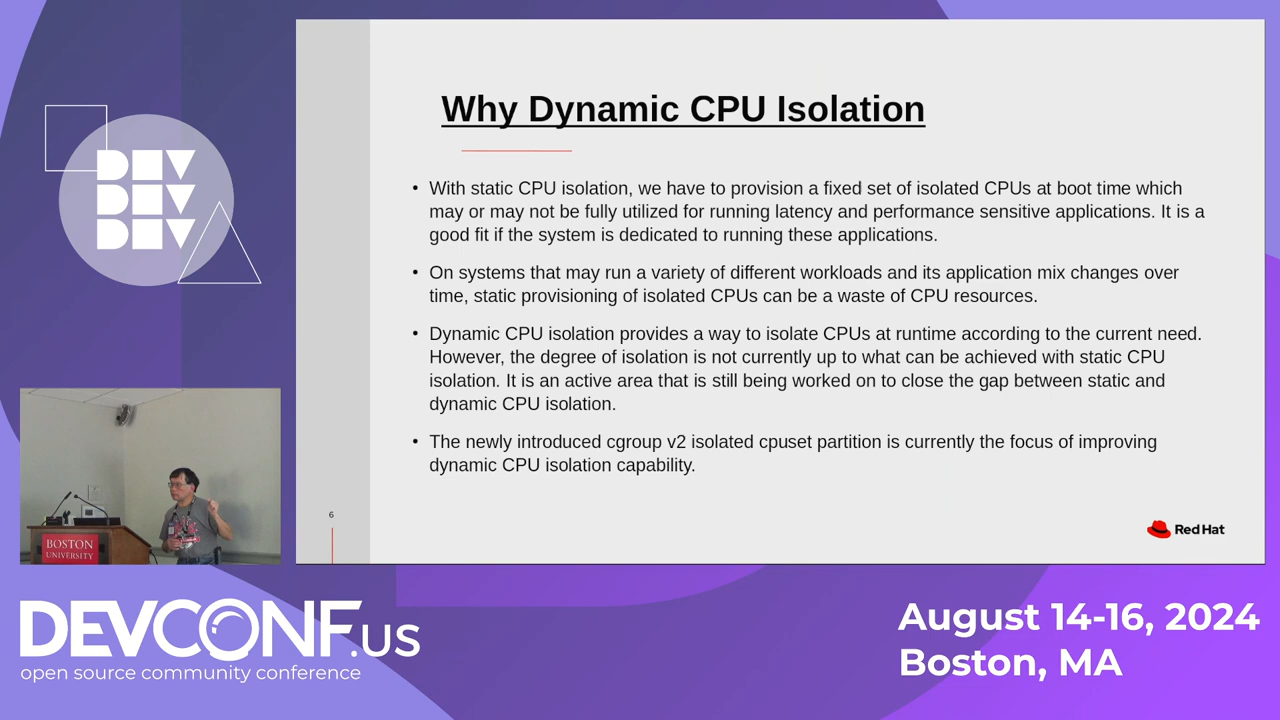 DEV
DEV
DEV
Why Dynamic CPU Isolation
• With static CPU isolation, we have to provision a fixed set of isolated CPUs at boot time which
may or may not be fully utilized for running latency and performance sensitive applications. It is a
good fit if the system is dedicated to running these applications.
• On systems that may run a variety of different workloads and its application mix changes over
time, static provisioning of isolated CPUs can be a waste of CPU resources.
• Dynamic CPU isolation provides a way to isolate CPUs at runtime according to the current need.
However, the degree of isolation is not currently up to what can be achieved with static CPU
isolation. It is an active area that is still being worked on to close the gap between static and
dynamic CPU isolation.
• The newly introduced cgroup v2 isolated cpuset partition is currently the focus of improving
dynamic CPU isolation capability.
6
Red Hat
BOSTON
UNIVERSITY
DEVCONF.US
open source community conference
August 14-16, 2024
Boston, MA